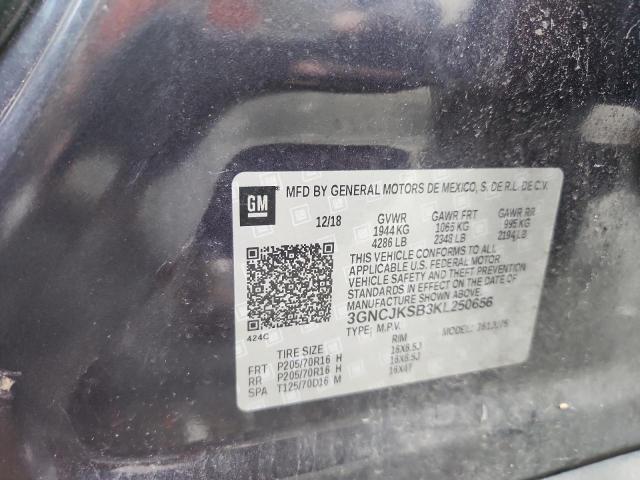 GM
MFD BY GENERAL MOTORS DE MEXICO, S. DE R.L. DE C.V.
12/18 GVWR GAWR FRT GAWR RR
1944 KG 1065 KG 995 KG
4286 LB 2348 LB 2194 LB
THIS VEHICLE CONFORMS TO ALL
APPLICABLE U.S. FEDERAL MOTOR
VEHICLE SAFETY AND THEFT PREVENTION
STANDARDS IN EFFECT ON THE DATE OF
MANUFACTURE SHOWN ABOVE.
3GNCJKSB3KL250656
TYPE: M.P.V. MODEL: 1S1JU76
424C
TIRE SIZE RIM
FRT P205/70R16 H 16X6.5J
RR P205/70R16 H 16X6.5J
SPA T125/70D16 M 16X4T